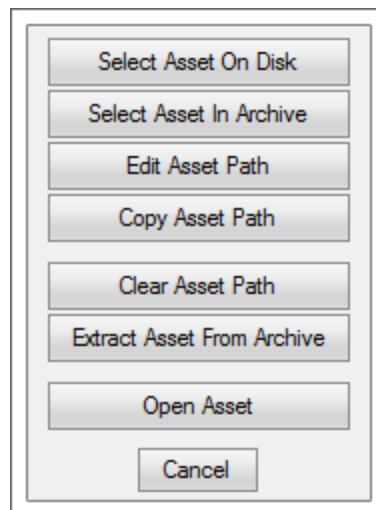 Select Asset On Disk
Select Asset In Archive
Edit Asset Path
Copy Asset Path
Clear Asset Path
Extract Asset From Archive
Open Asset
Cancel